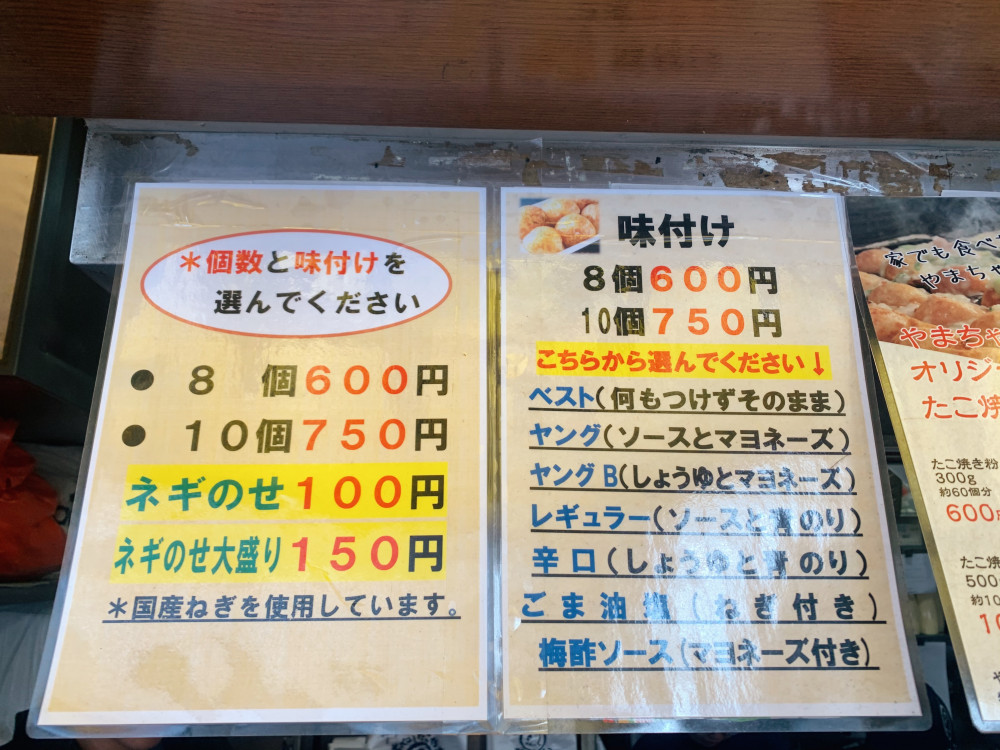 ＊個数と味付けを
選んでください
● 8 個600円
● 10個750円
ネギのせ100円
ネギのせ大盛り150円
＊国産ねぎを使用しています。
味付け
8個600円
10個750円
こちらから選んでください↓
ベスト(何もつけずそのまま)
ヤング(ソースとマヨネーズ)
ヤングB(しょうゆとマヨネーズ)
レギュラー(ソースと青のり)
辛口(しょうゆと青のり)
ごま油塩(ねぎ付き)
梅酢ソース(マヨネーズ付き)
家でも食べ
やまちゃ
やまちゃ
オリジ
たこ焼
たこ焼き粉
300g
約60個分
600
たこ焼
500
約10